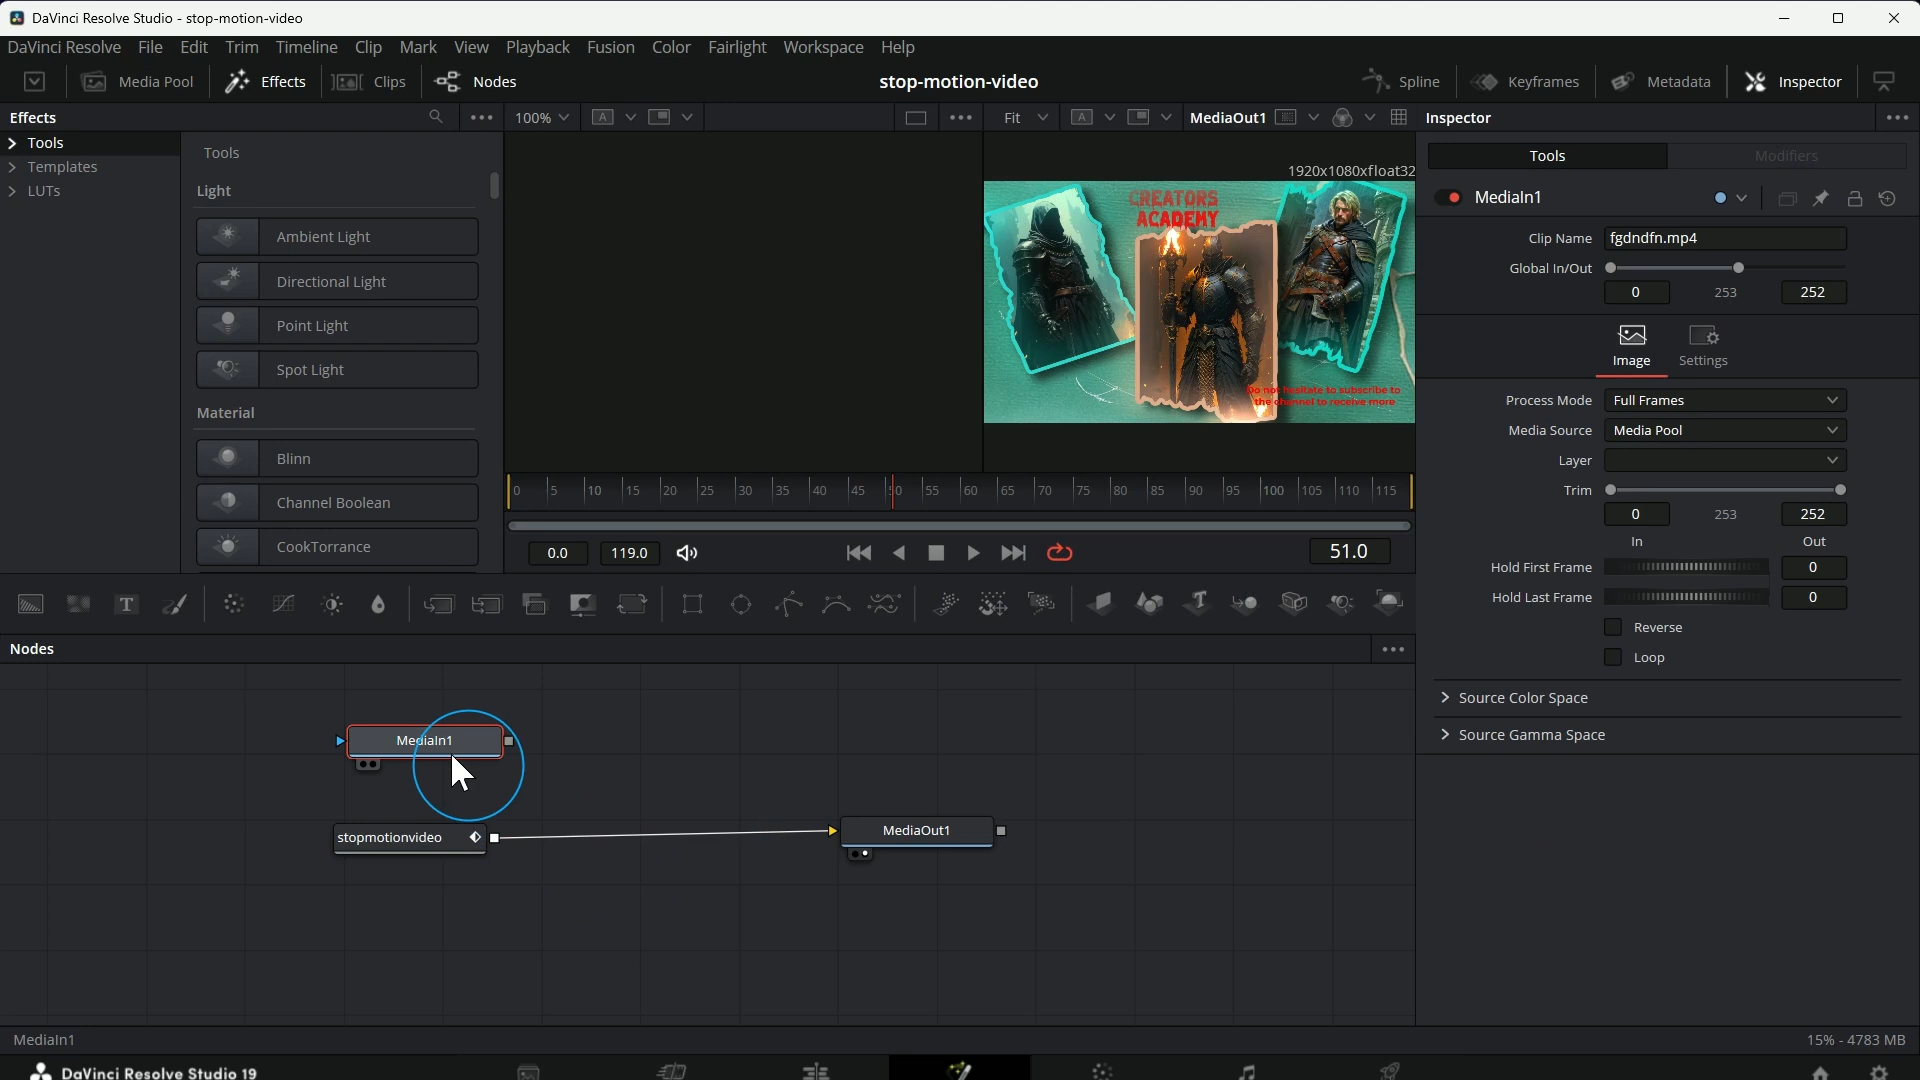 DaVinci Resolve Studio - stop-motion-video
DaVinci Resolve File Edit Trim Timeline Clip Mark View Playback Fusion Color Fairlight Workspace Help
Media Pool Effects Clips Nodes stop-motion-video Spline Keyframes Metadata Inspector
Effects 100% A Fit A MediaOut1 Inspector
Tools
Templates
LUTs
Tools
Light
Ambient Light
Directional Light
Point Light
Spot Light
Material
Blinn
Channel Boolean
CookTorrance
1920x1080xfloat32
CREATORS
ACADEMY
Do not hesitate to subscribe to
the channel to receive more
0 5 10 15 20 25 30 35 40 45 50 55 60 65 70 75 80 85 90 95 100 105 110 115
0.0 119.0 51.0
Tools Modifiers
MediaIn1
Clip Name fgdndfn.mp4
Global In/Out
0 253 252
Image Settings
Process Mode Full Frames
Media Source Media Pool
Layer
Trim
0 253 252
In Out
Hold First Frame 0
Hold Last Frame 0
Reverse
Loop
Source Color Space
Source Gamma Space
T T
Nodes
MediaIn1
stopmotionvideo
MediaOut1
MediaIn1 15% - 4783 MB
DaVinci Resolve Studio 19